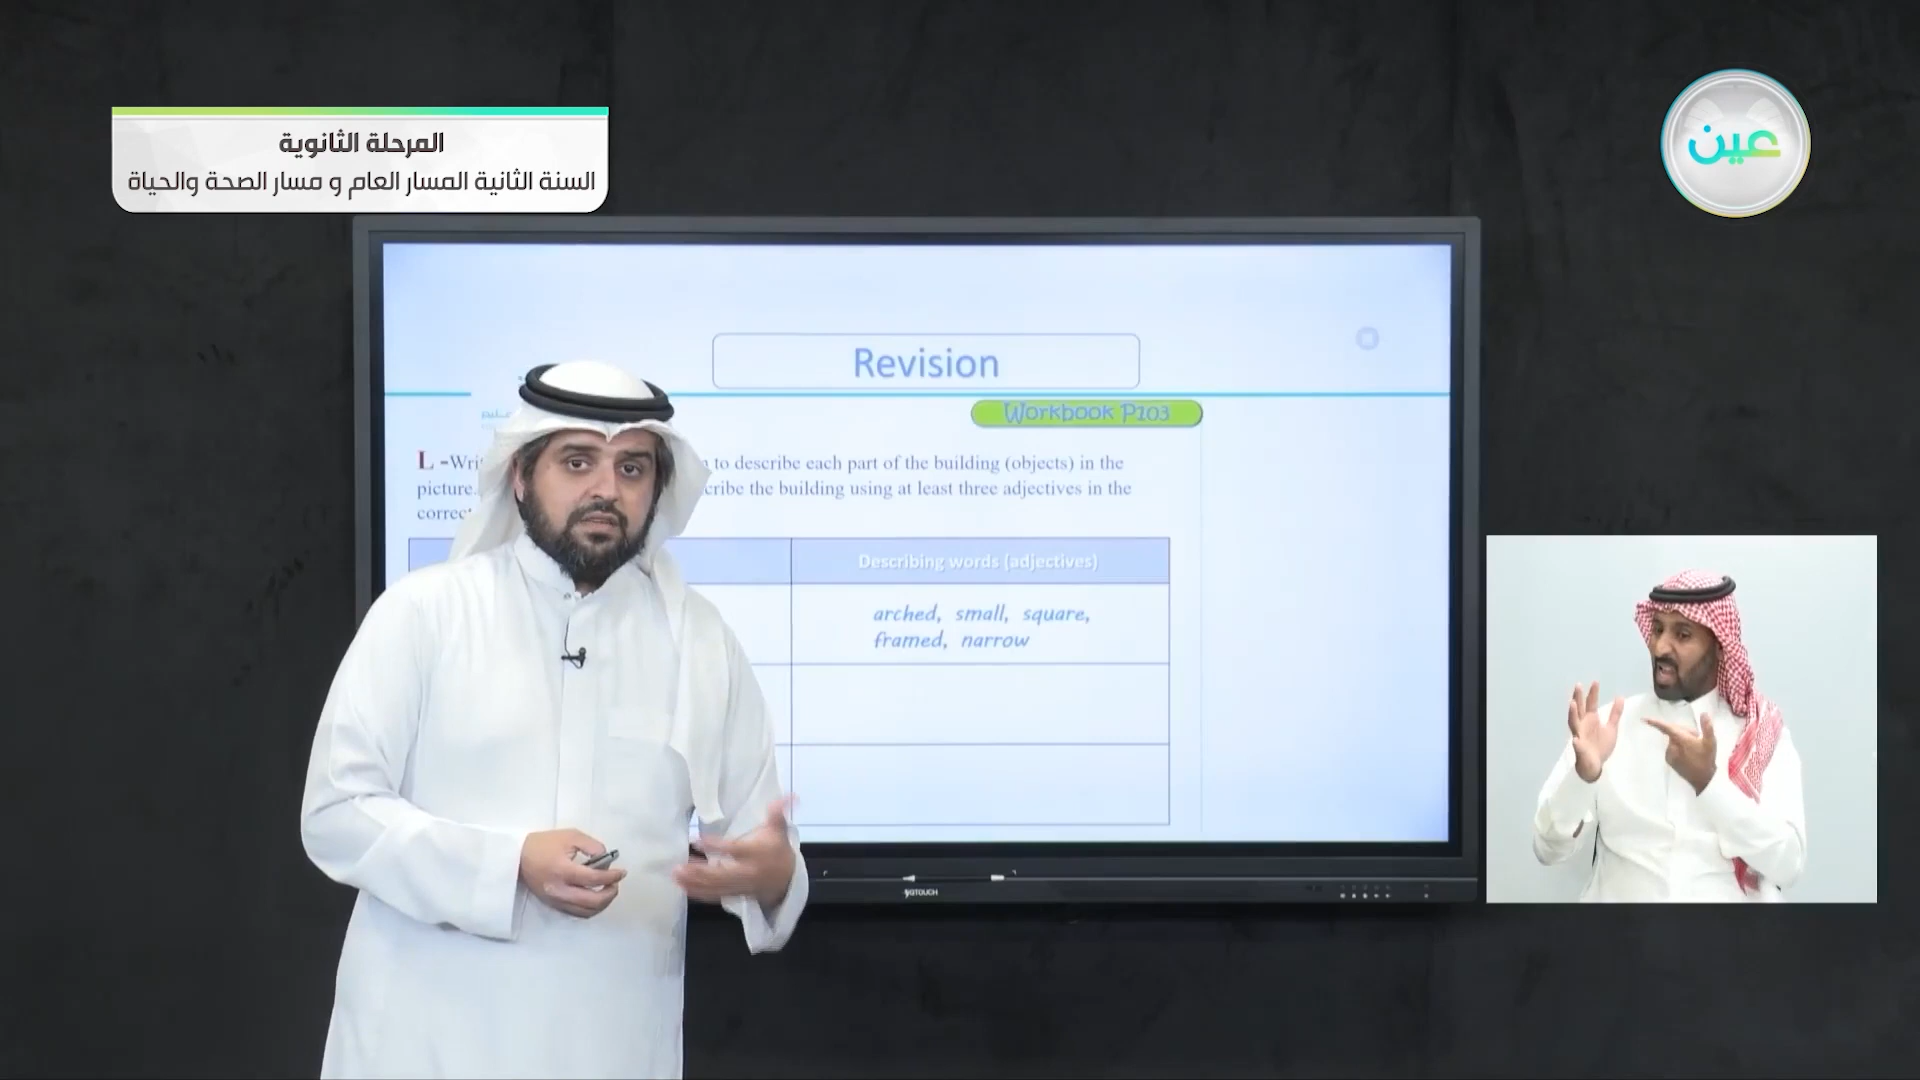 المرحلة الثانوية
السنة الثانية المسار العام و مسار الصحة والحياة
عين
Revision
Workbook P103
L -Wri to describe each part of the building (objects) in the
picture. cribe the building using at least three adjectives in the
correct
Describing words (adjectives)
arched, small, square,
framed, narrow